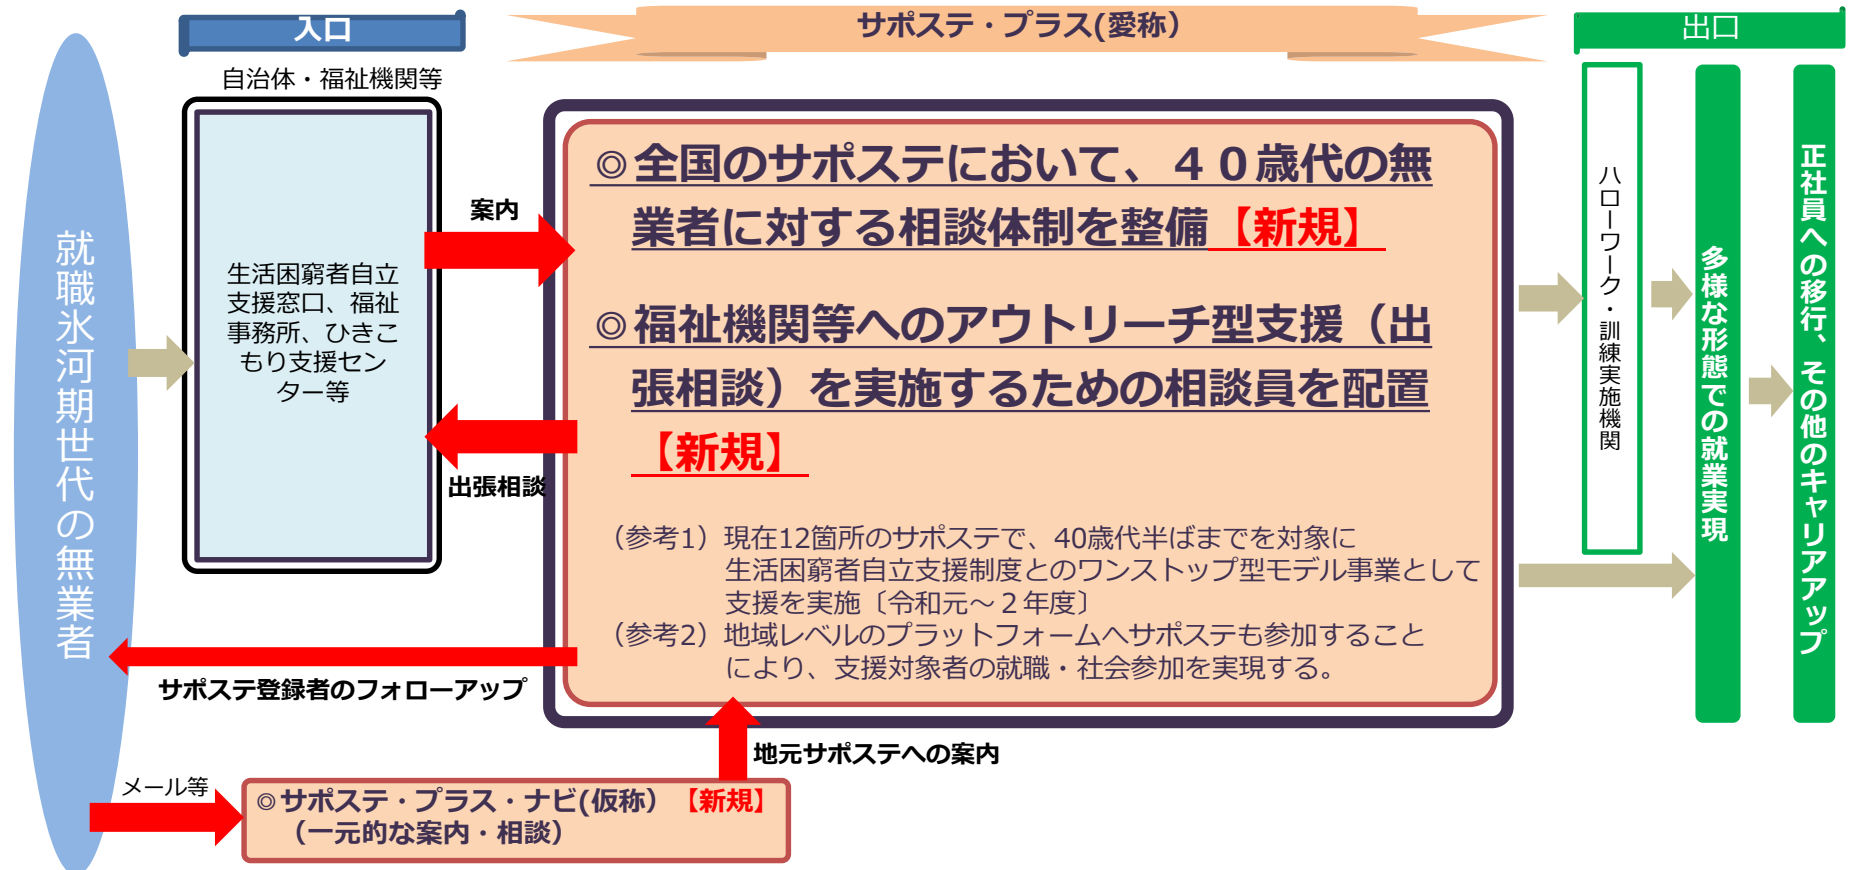 入口
サポステ・プラス(愛称）
出口
自治体・福祉機関等
就職氷河期世代の無業者
生活困窮者自立
支援窓口、福祉
事務所、ひきこ
もり支援セン
ター等
案内
出張相談
◎全国のサポステにおいて、４０歳代の無
業者に対する相談体制を整備【新規】
◎福祉機関等へのアウトリーチ型支援（出
張相談）を実施するための相談員を配置
【新規】
（参考1）現在12箇所のサポステで、40歳代半ばまでを対象に
生活困窮者自立支援制度とのワンストップ型モデル事業として
支援を実施〔令和元～２年度〕
（参考2）地域レベルのプラットフォームへサポステも参加すること
により、支援対象者の就職・社会参加を実現する。
ハローワーク・訓練実施機関
多様な形態での就業実現
正社員への移行、その他のキャリアアップ
サポステ登録者のフォローアップ
地元サポステへの案内
メール等
◎サポステ・プラス・ナビ(仮称）【新規】
（一元的な案内・相談）